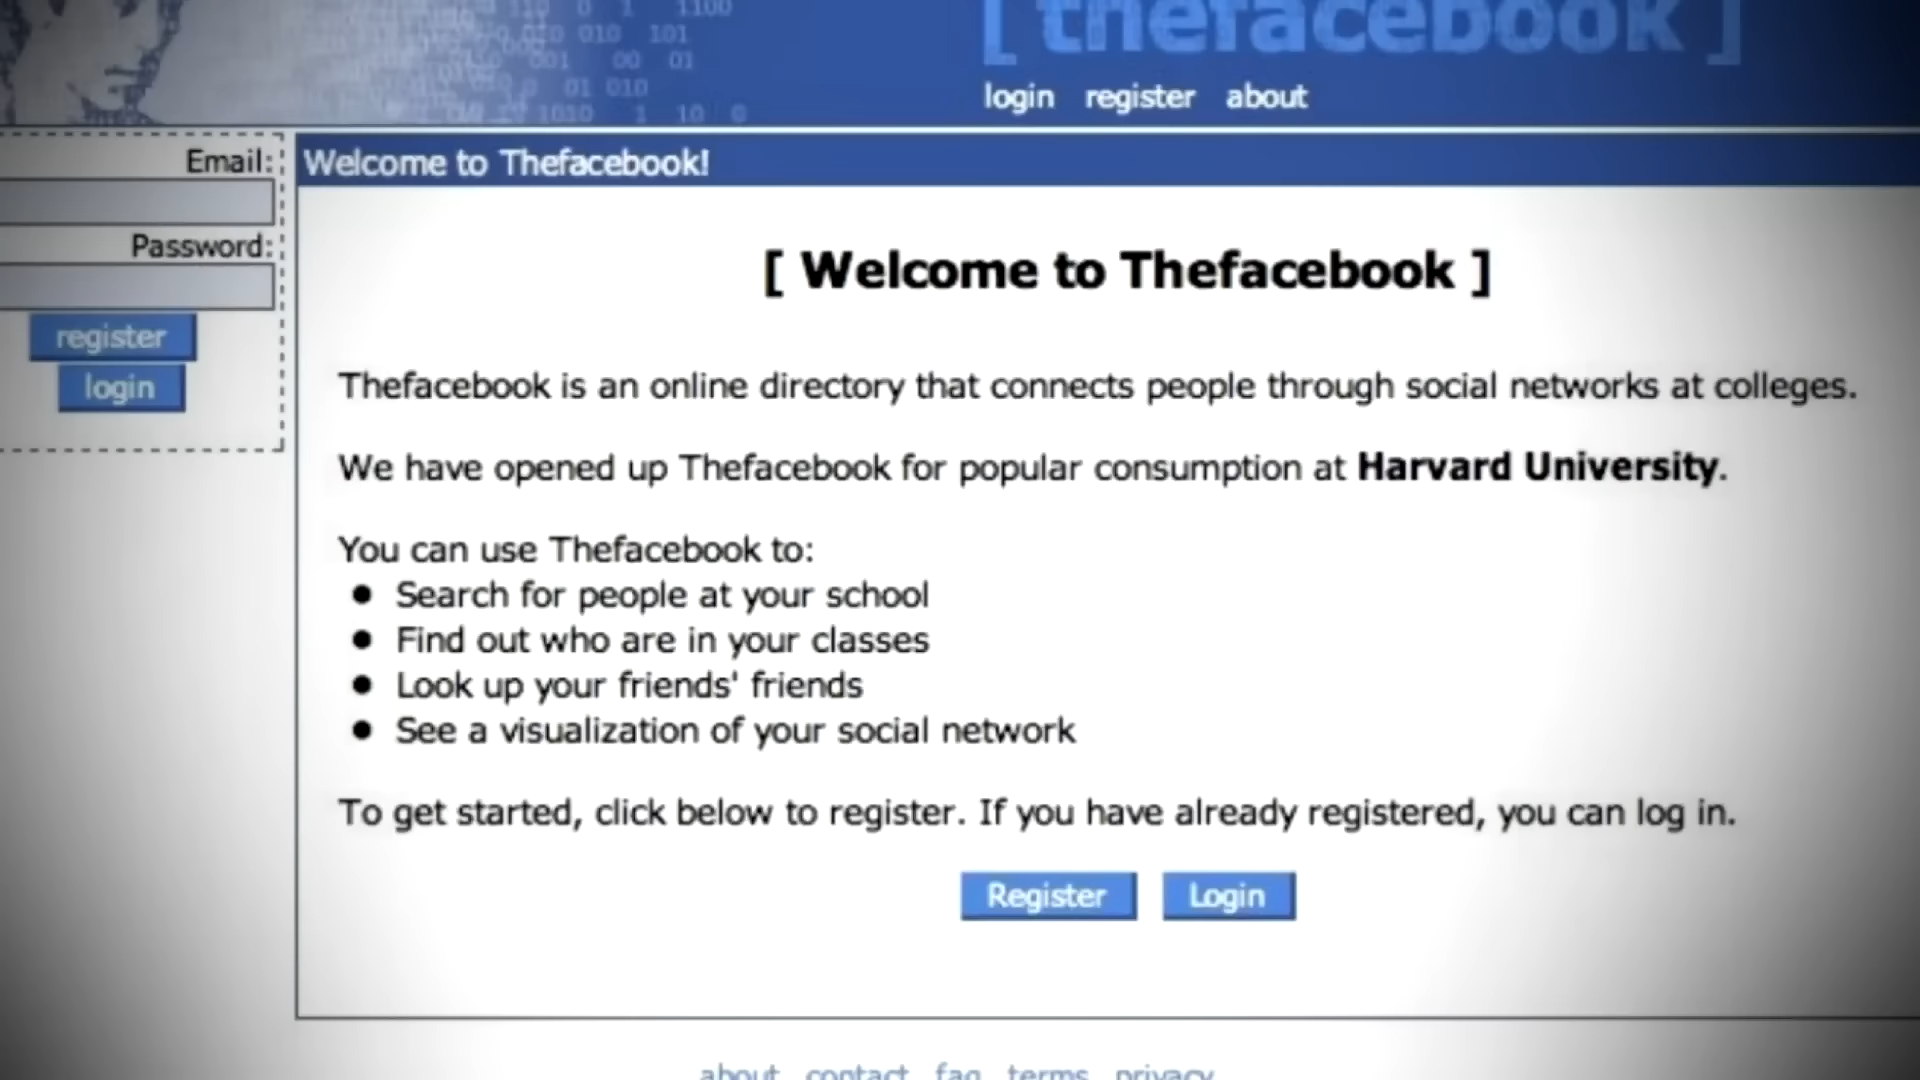 [ thefacebook ]
login register about
Email:
Password:
register
login
Welcome to Thefacebook!
[ Welcome to Thefacebook ]
Thefacebook is an online directory that connects people through social networks at colleges.
We have opened up Thefacebook for popular consumption at Harvard University.
You can use Thefacebook to:
● Search for people at your school
● Find out who are in your classes
● Look up your friends' friends
● See a visualization of your social network
To get started, click below to register. If you have already registered, you can log in.
Register Login
about contact faq terms privacy